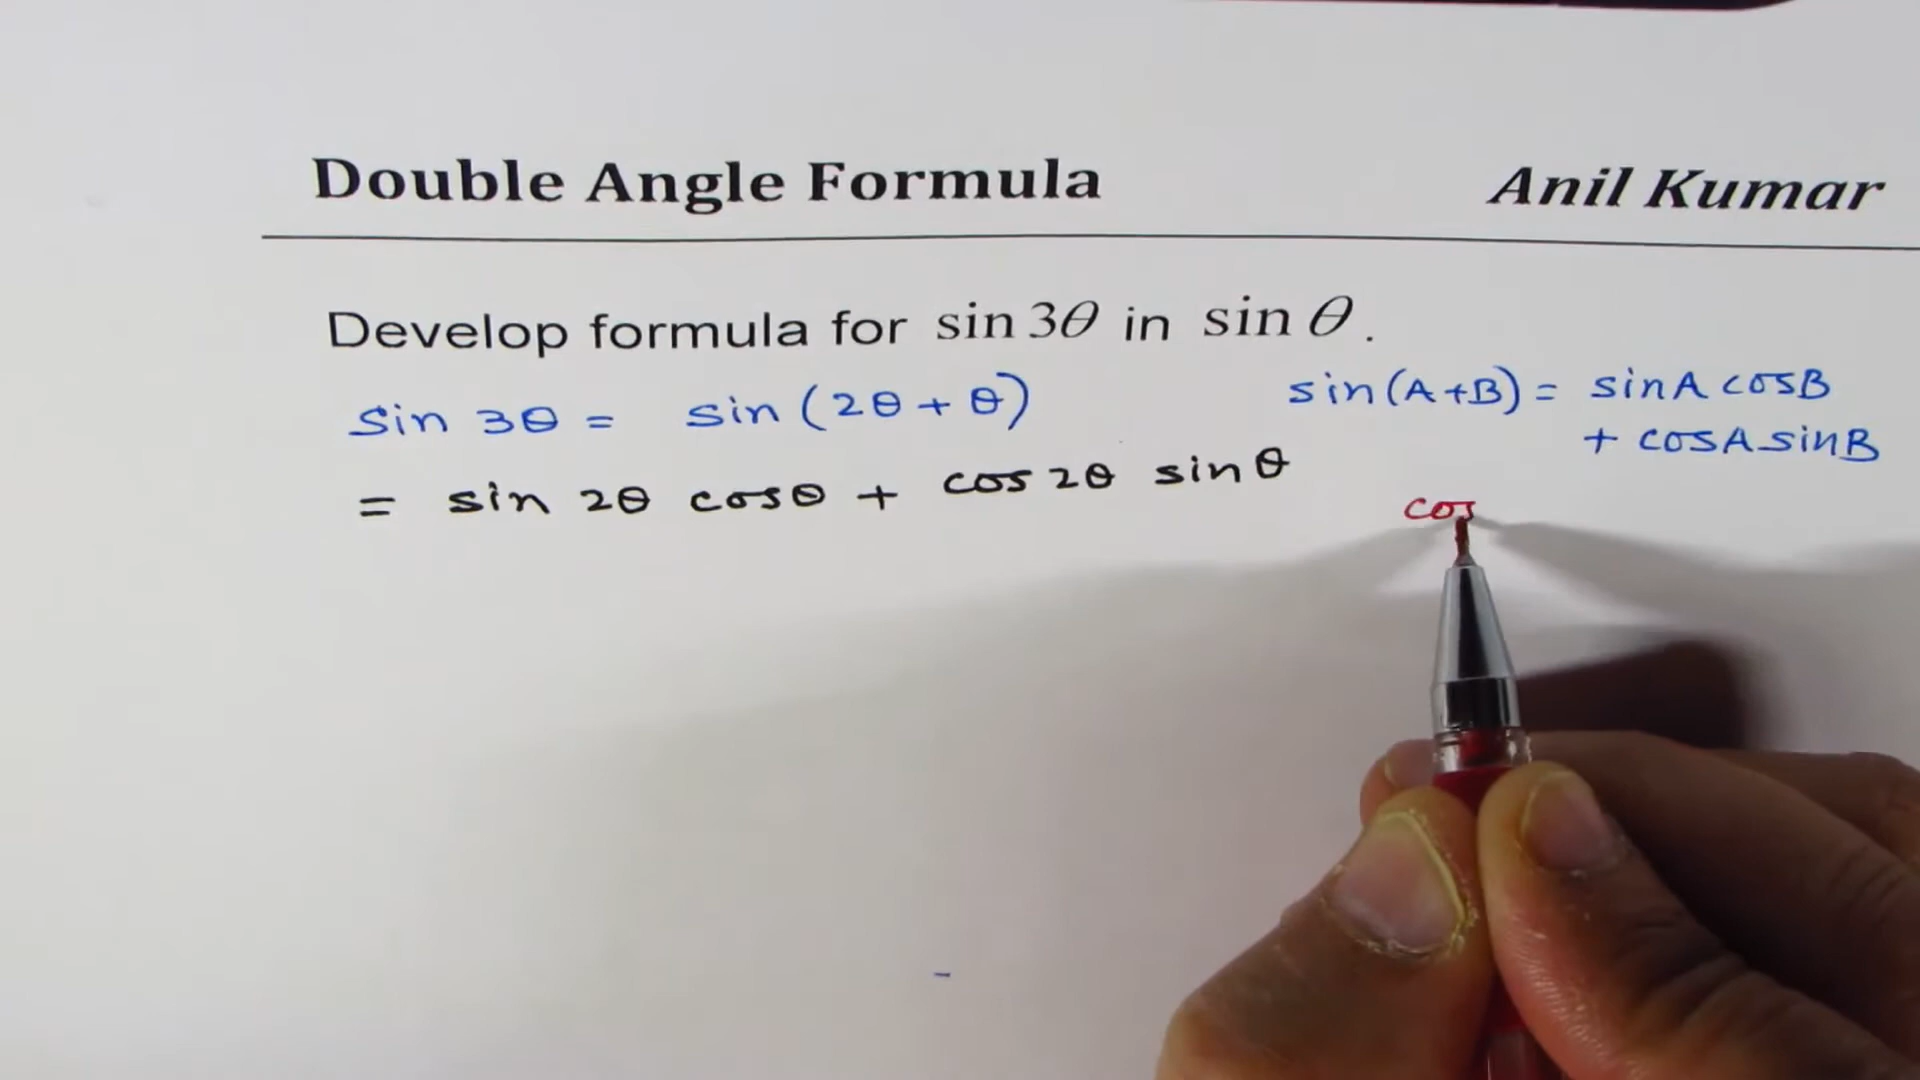 Double Angle Formula Anil Kumar
Develop formula for sin 3θ in sin θ.
sin 3θ = sin (2θ + θ) sin(A+B) = sinA cosB
+ cosA sinB
= sin 2θ cosθ + cos 2θ sin θ
cos